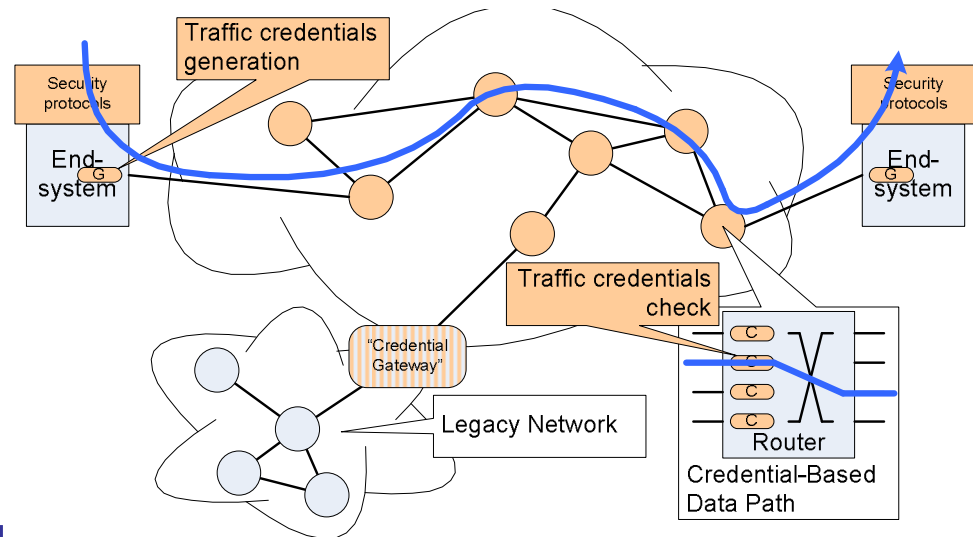 Traffic credentials
generation
Security
protocols
End-
system
G
Security
protocols
End-
system
G
Traffic credentials
check
"Credential
Gateway"
Legacy Network
C
C
C
C
Router
Credential-Based
Data Path